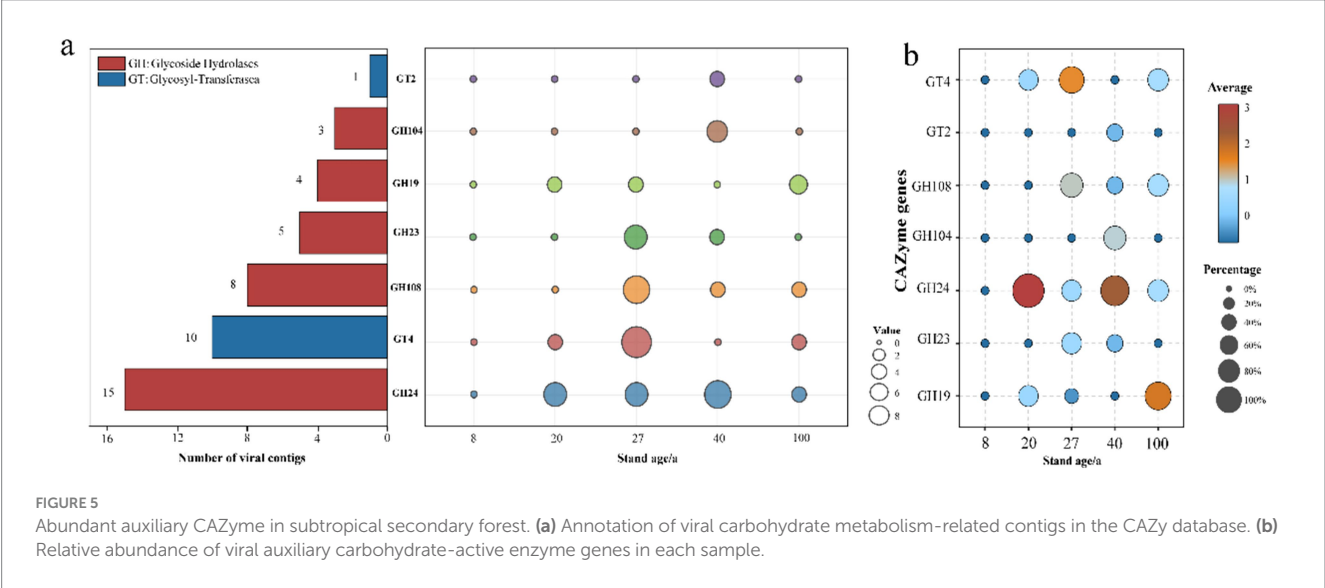 a
GH: Glycoside Hydrolases
GT: Glycosyl-Transferasea
1
3
4
5
8
10
15
16 12 8 4 0
Number of viral contigs
GT2
GH104
GH19
GH23
GH108
GT4
GH24
8 20 27 40 100
Stand age/a
Value
0
2
4
6
8
b
CAZyme genes
GT4
GT2
GH108
GH104
GH24
GH23
GH19
8 20 27 40 100
Stand age/a
Average
3
2
1
0
Percentage
0%
20%
40%
60%
80%
100%
FIGURE 5
Abundant auxiliary CAZyme in subtropical secondary forest. (a) Annotation of viral carbohydrate metabolism-related contigs in the CAZy database. (b)
Relative abundance of viral auxiliary carbohydrate-active enzyme genes in each sample.